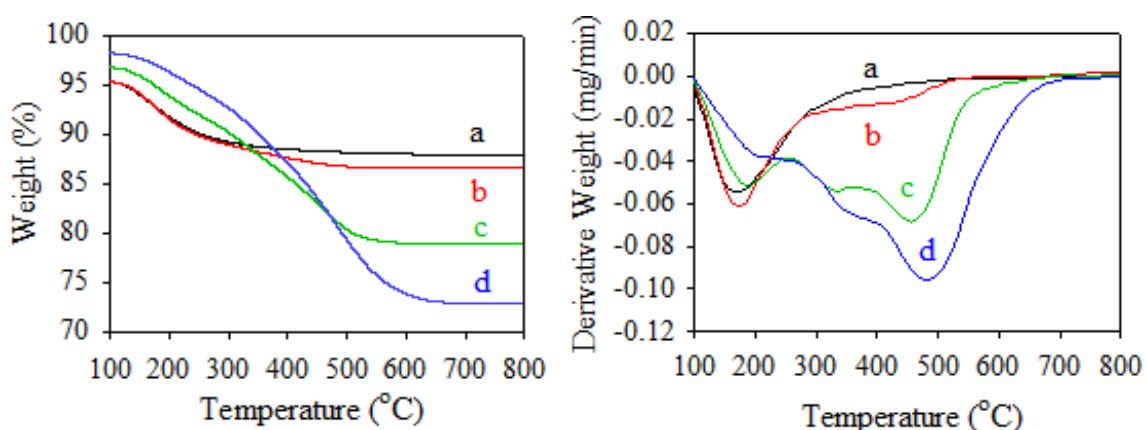 100
95
90
85
80
75
70
Weight (%)
a
b
c
d
100 200 300 400 500 600 700 800
Temperature (°C)
0.02
0.00
-0.02
-0.04
-0.06
-0.08
-0.10
-0.12
Derivative Weight (mg/min)
a
b
c
d
100 200 300 400 500 600 700 800
Temperature (°C)